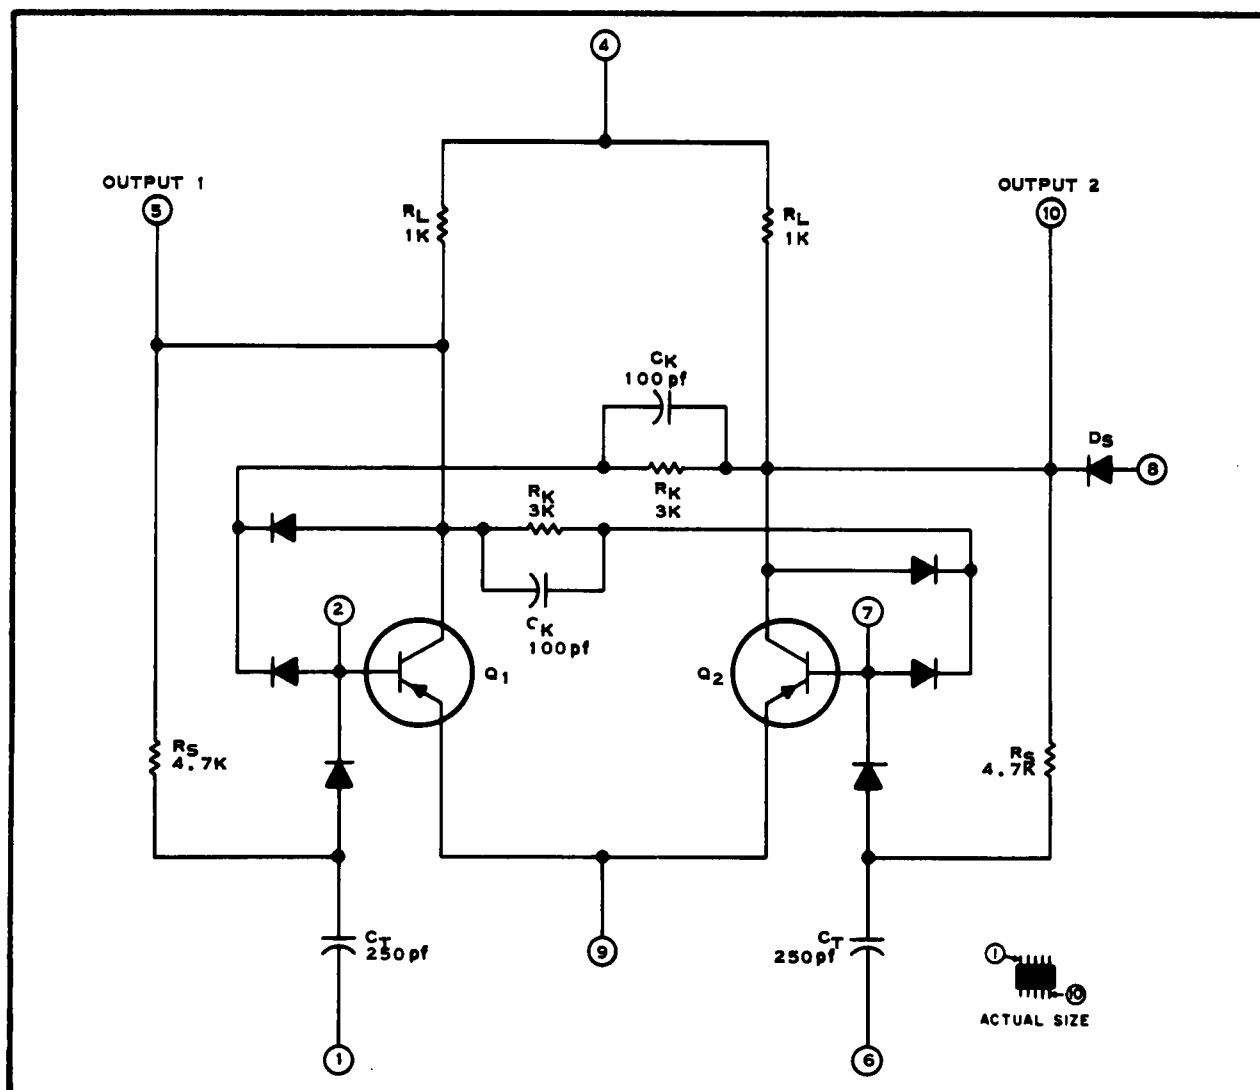 4
OUTPUT 1
5
OUTPUT 2
10
RL
1K
RL
1K
CK
100pf
DS
8
RK
3K
RK
3K
2
7
CK
100pf
Q1
Q2
RS
4.7K
RS
4.7K
CT
250pf
9
CT
250pf
1
10
ACTUAL SIZE
1
6